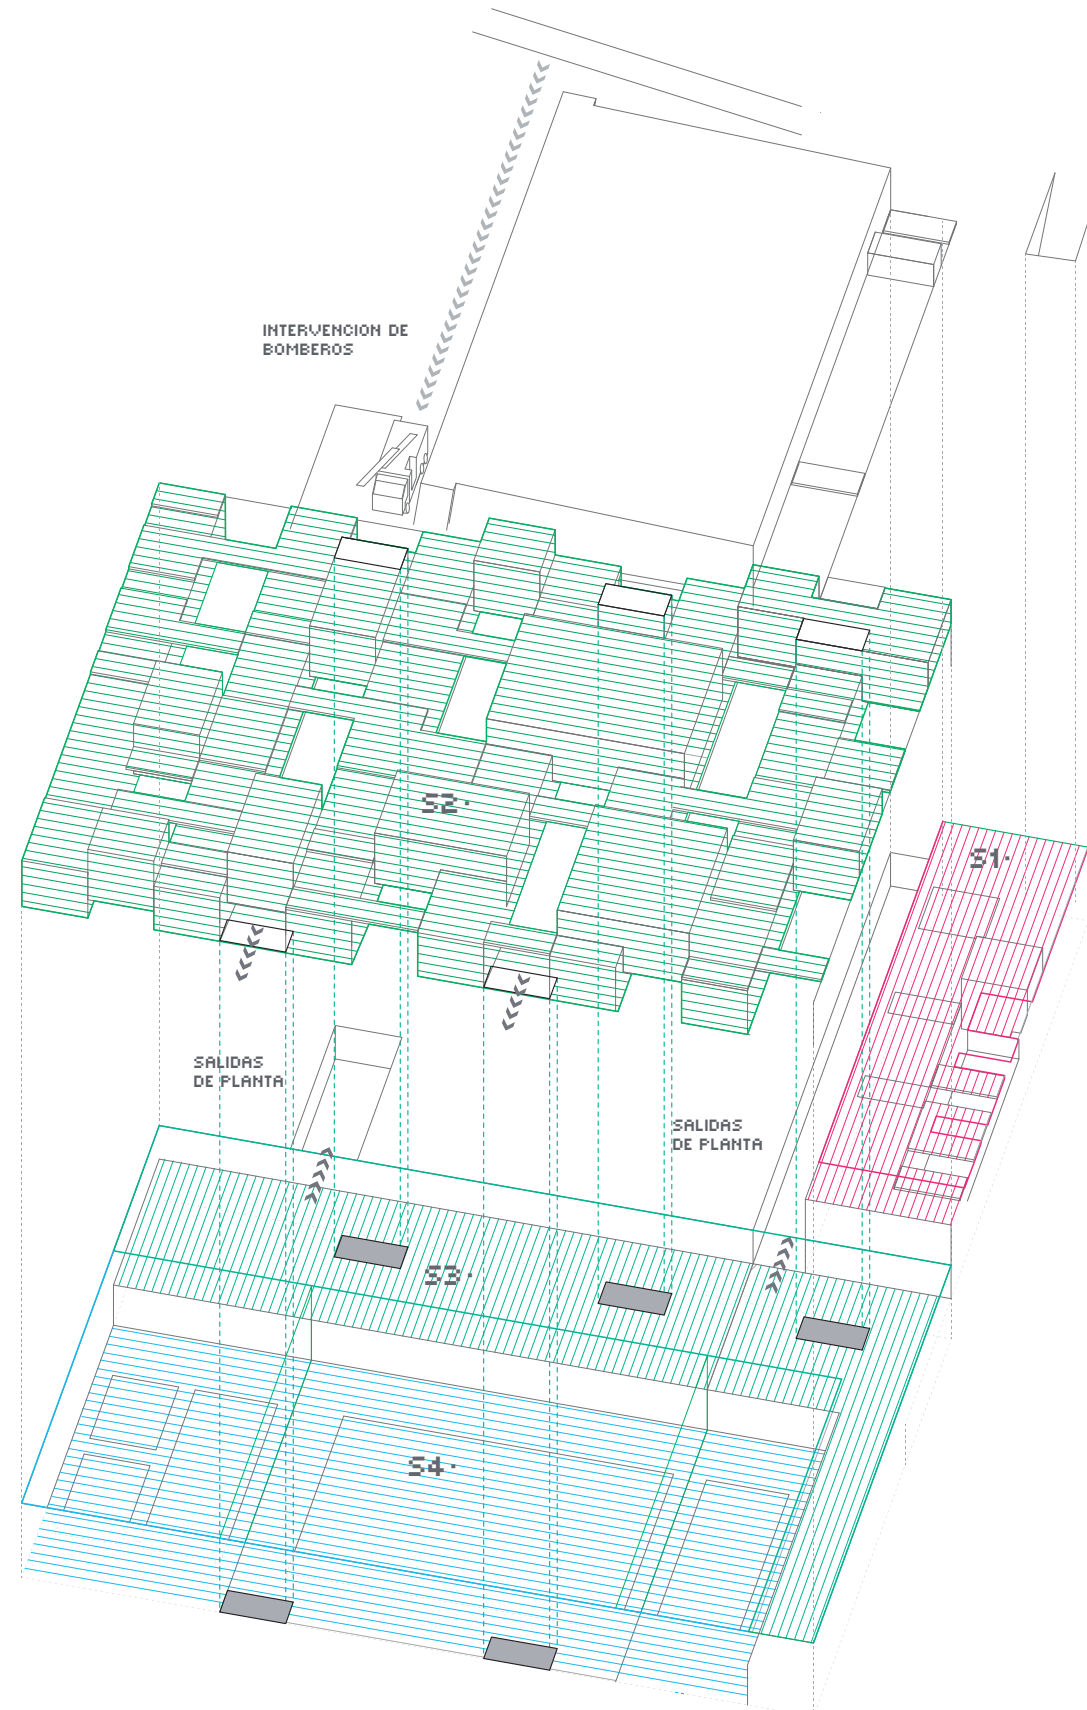 INTERVENCION DE
BOMBEROS
S2·
S1·
SALIDAS
DE PLANTA
SALIDAS
DE PLANTA
S3·
S4·